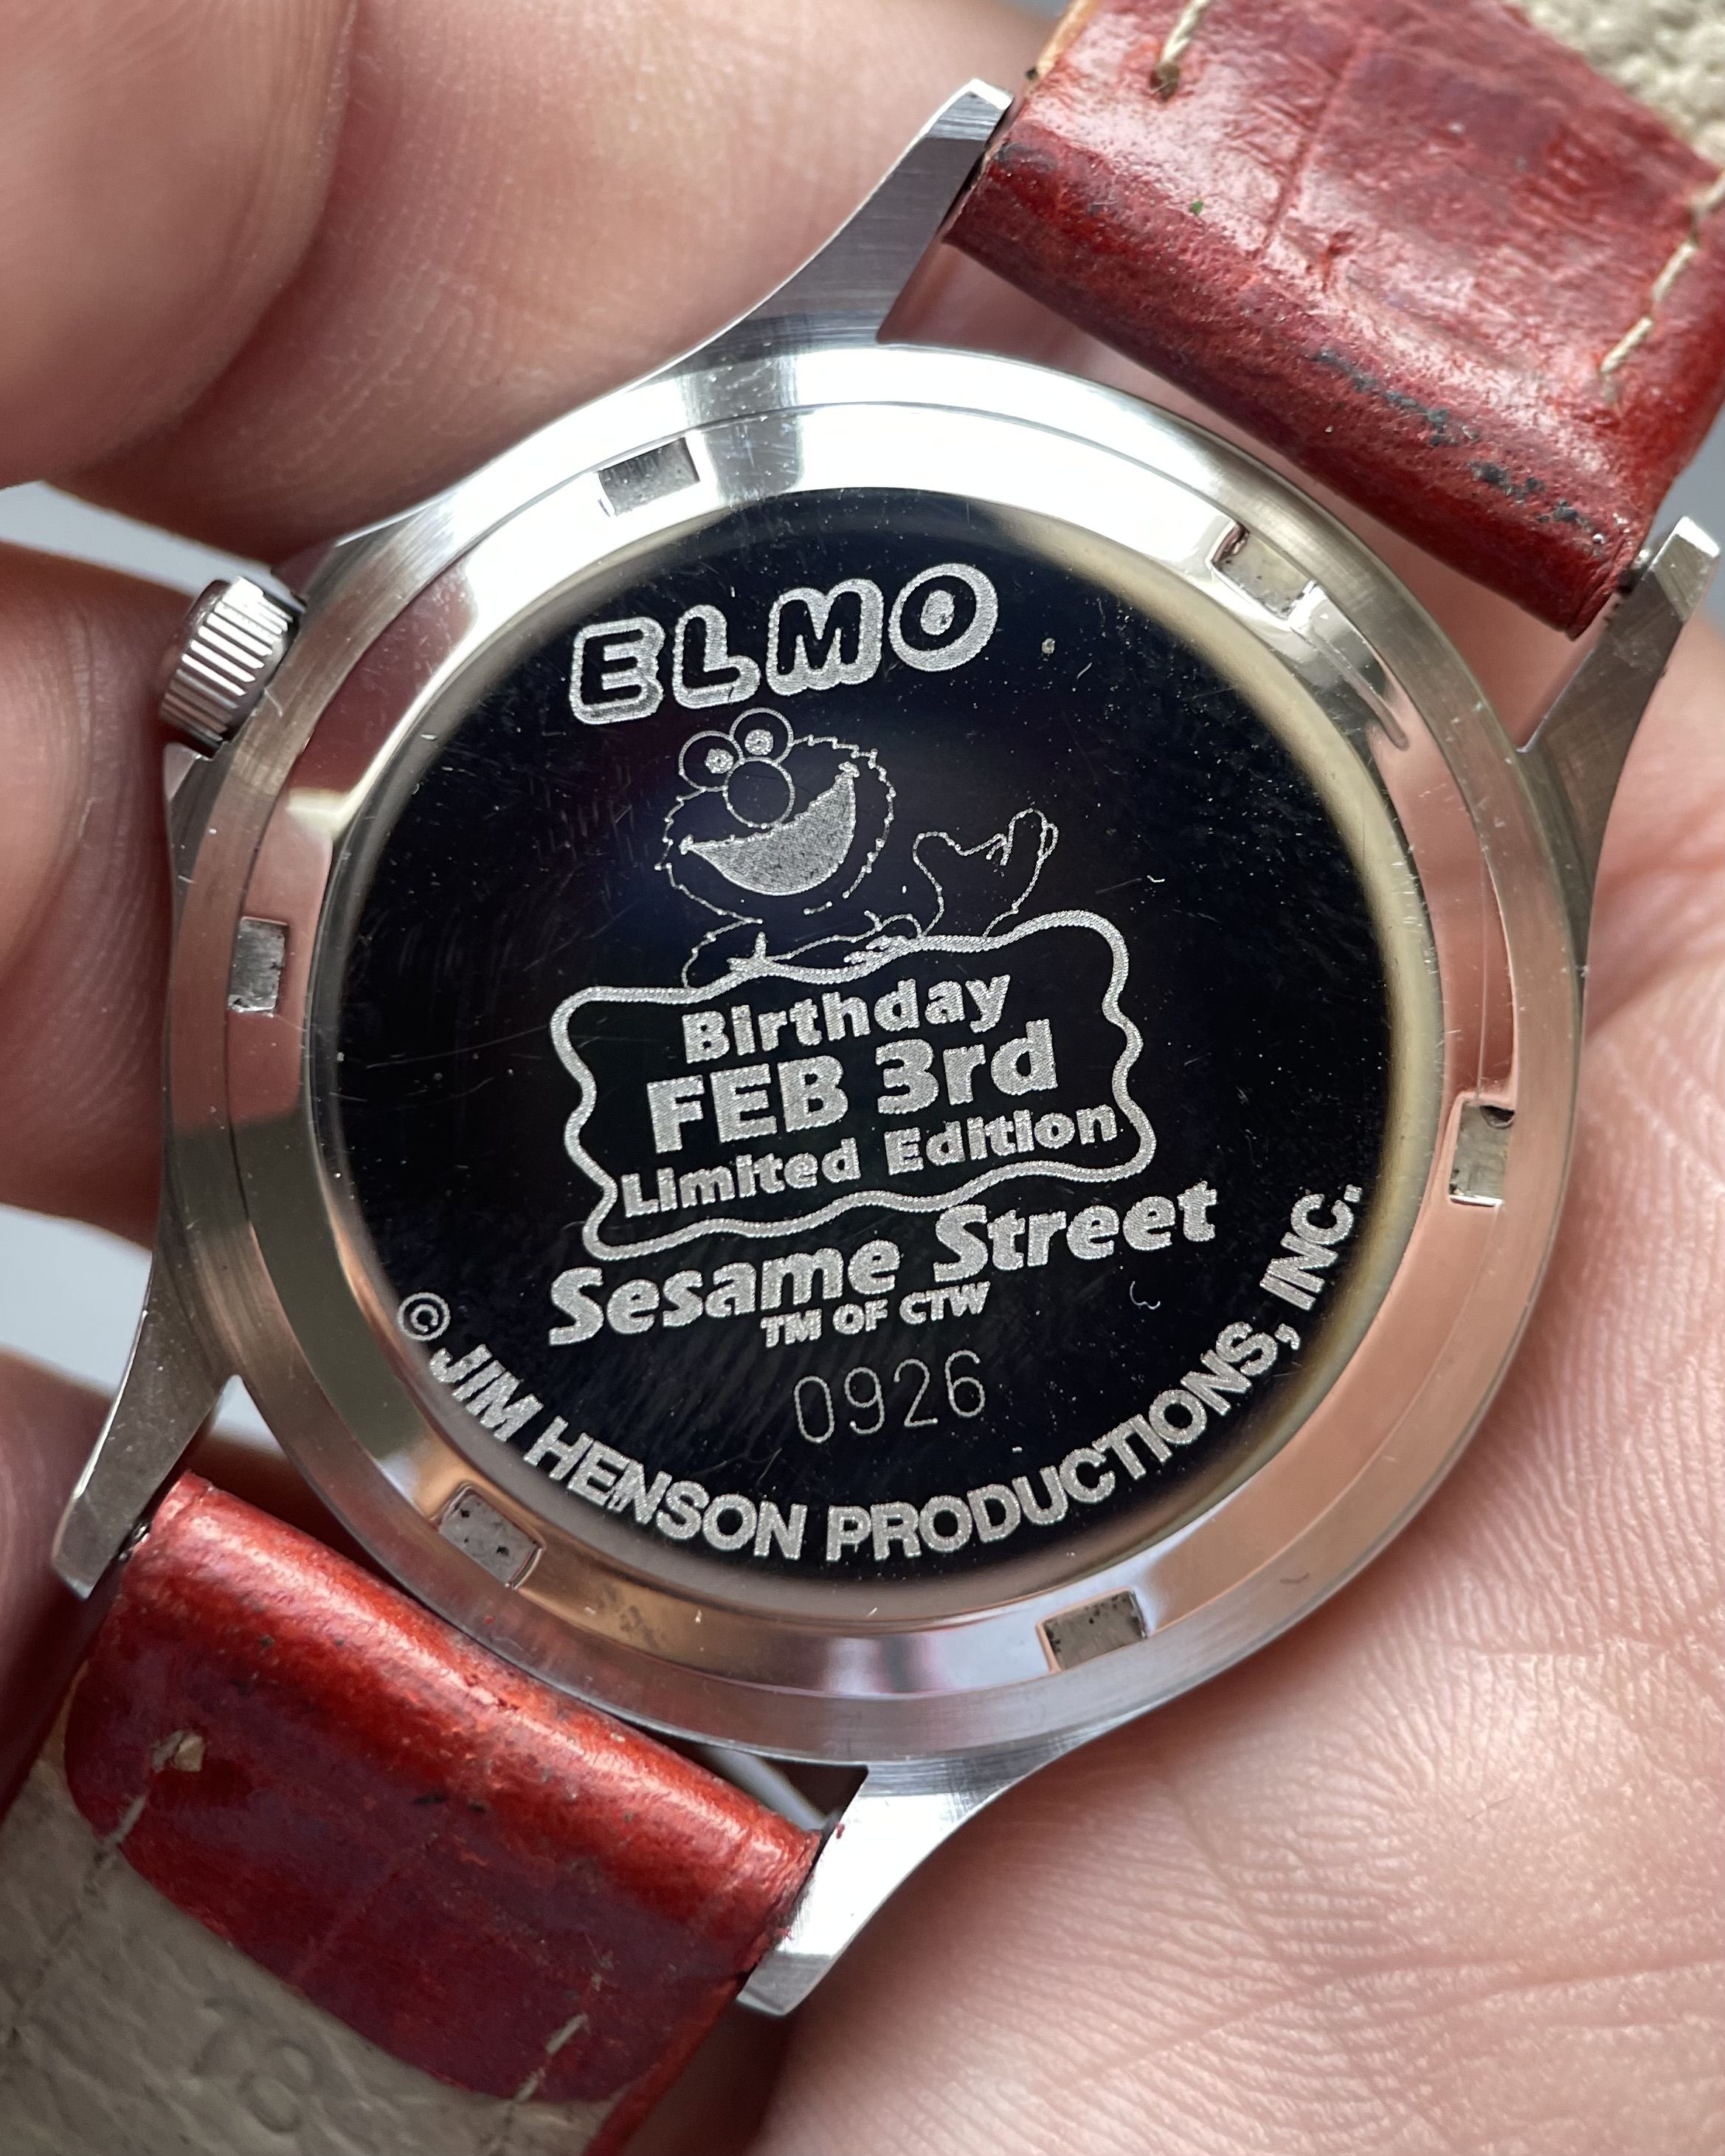 ELMO
Birthday
FEB 3rd
Limited Edition
Sesame Street
TM OF CTW
0926
© JIM HENSON PRODUCTIONS, INC.